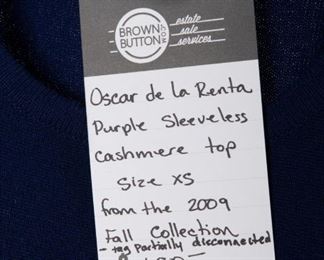 BROWN
BUTTON
.COM
estate
sale
services
Oscar de la Renta
Purple Sleeveless
cashmere top
Size XS
from the 2009
Fall Collection
- tag partially disconnected